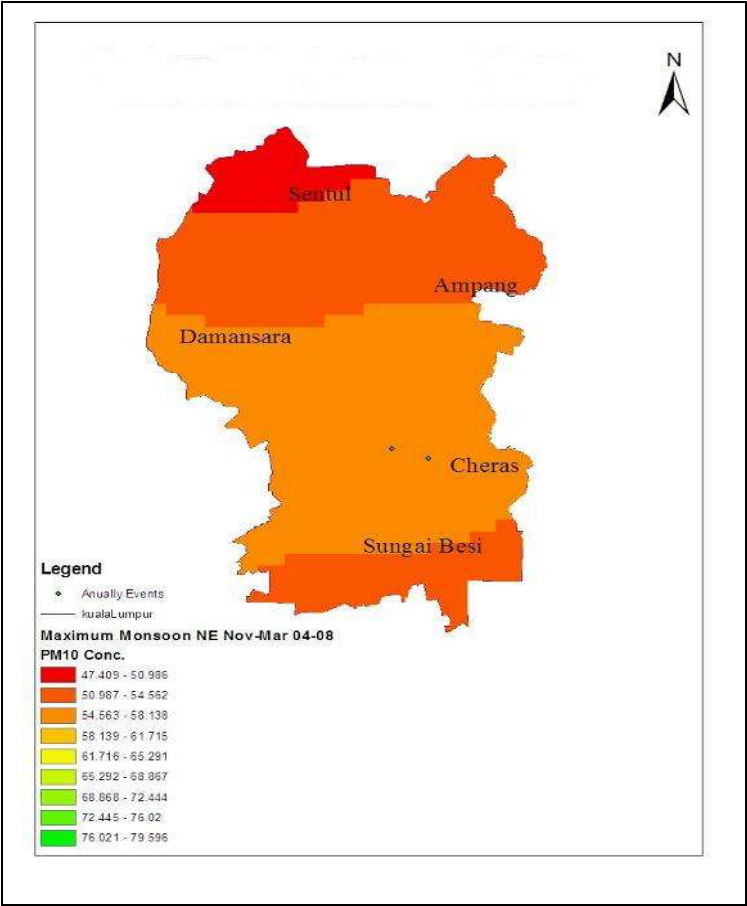 N
Sentul
Ampang
Damansara
Cheras
Sungai Besi
Legend
Anually Events
kualaLumpur
Maximum Monsoon NE Nov-Mar 04-08
PM10 Conc.
47.409 - 50.986
50.987 - 54.562
54.563 - 58.138
58.139 - 61.715
61.716 - 65.291
65.292 - 68.867
68.868 - 72.444
72.445 - 76.02
76.021 - 79.596